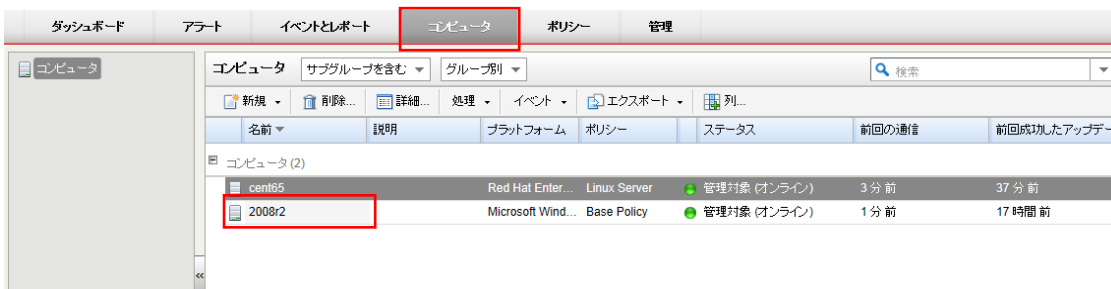 ダッシュボード アラート イベントとレポート コンピュータ ポリシー 管理
コンピュータ
コンピュータ サブグループを含む グループ別 検索
新規 削除... 詳細... 処理 イベント エクスポート 列...
名前 説明 プラットフォーム ポリシー ステータス 前回の通信 前回成功したアップデー
コンピュータ (2)
cent65 Red Hat Enter... Linux Server 管理対象 (オンライン) 3 分 前 37 分 前
2008r2 Microsoft Wind... Base Policy 管理対象 (オンライン) 1 分 前 17 時間 前